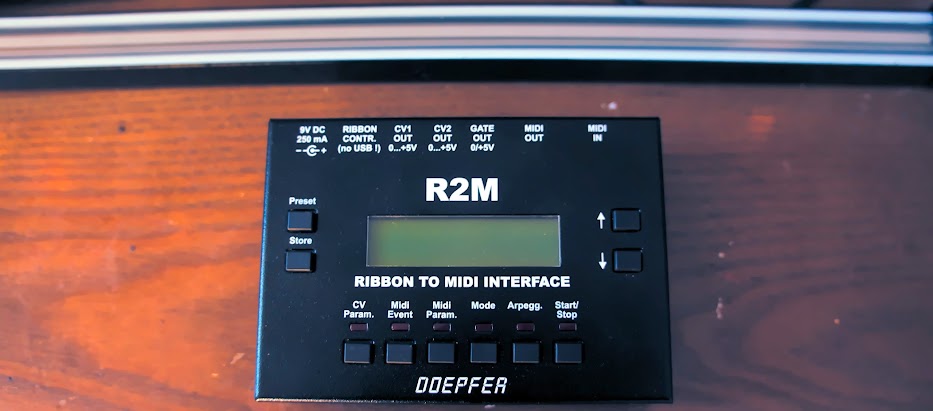 9V DC RIBBON CV1 CV2 GATE MIDI MIDI
250 mA CONTR. OUT OUT OUT OUT IN
- + (no USB !) 0...+5V 0...+5V 0/+5V
R2M
Preset
↑
Store
↓
RIBBON TO MIDI INTERFACE
CV Midi Midi Mode Arpegg. Start/
Param. Event Param. Stop
DOEPFER